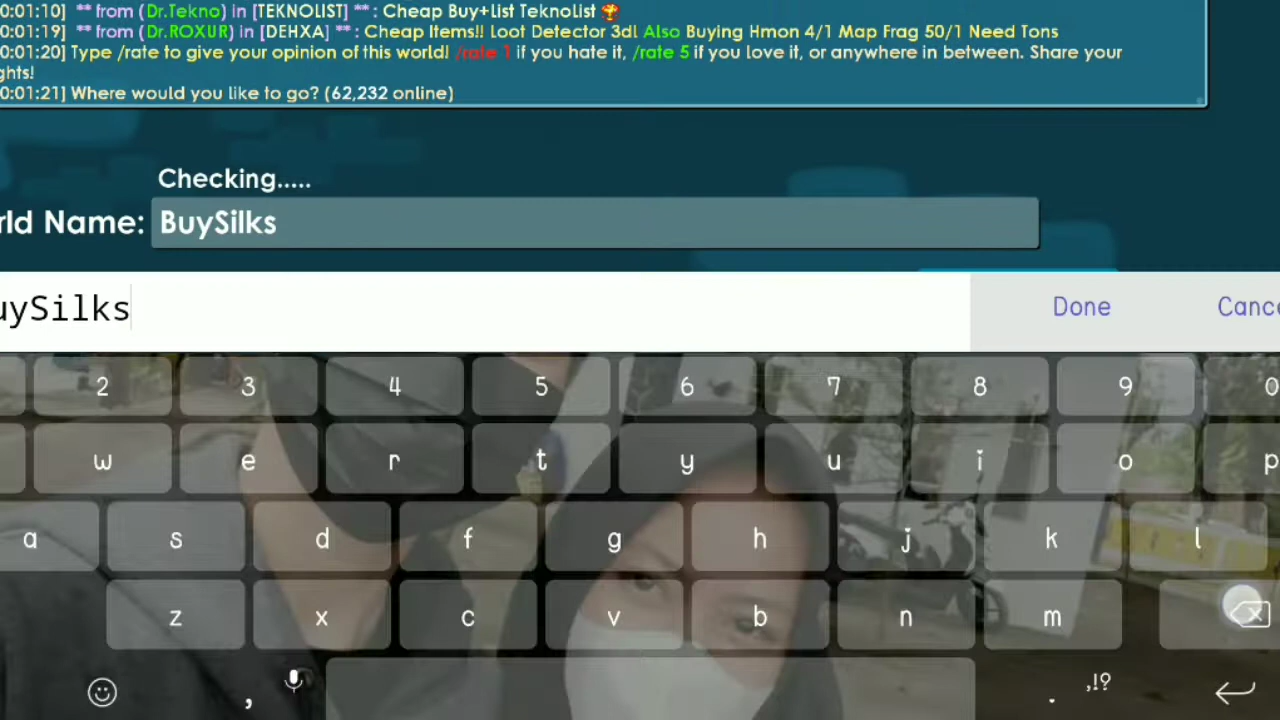 0:01:10] ** from (Dr.Tekno) in [TEKNOLIST] ** : Cheap Buy+List Teknolist
0:01:19] ** from (Dr.ROXUR) in [DEHXA] ** : Cheap Items!! Loot Detector 3dl Also Buying Hmon 4/1 Map Frag 50/1 Need Tons
0:01:20] Type /rate to give your opinion of this world! /rate 1 if you hate it, /rate 5 if you love it, or anywhere in between. Share your
ghts!
0:01:21] Where would you like to go? (62,232 online)
Checking.....
rld Name: BuySilks
uySilks Done Cance
2 3 4 5 6 7 8 9 0
w e r t y u i o p
a s d f g h j k l
z x c v b n m
, . ,!?